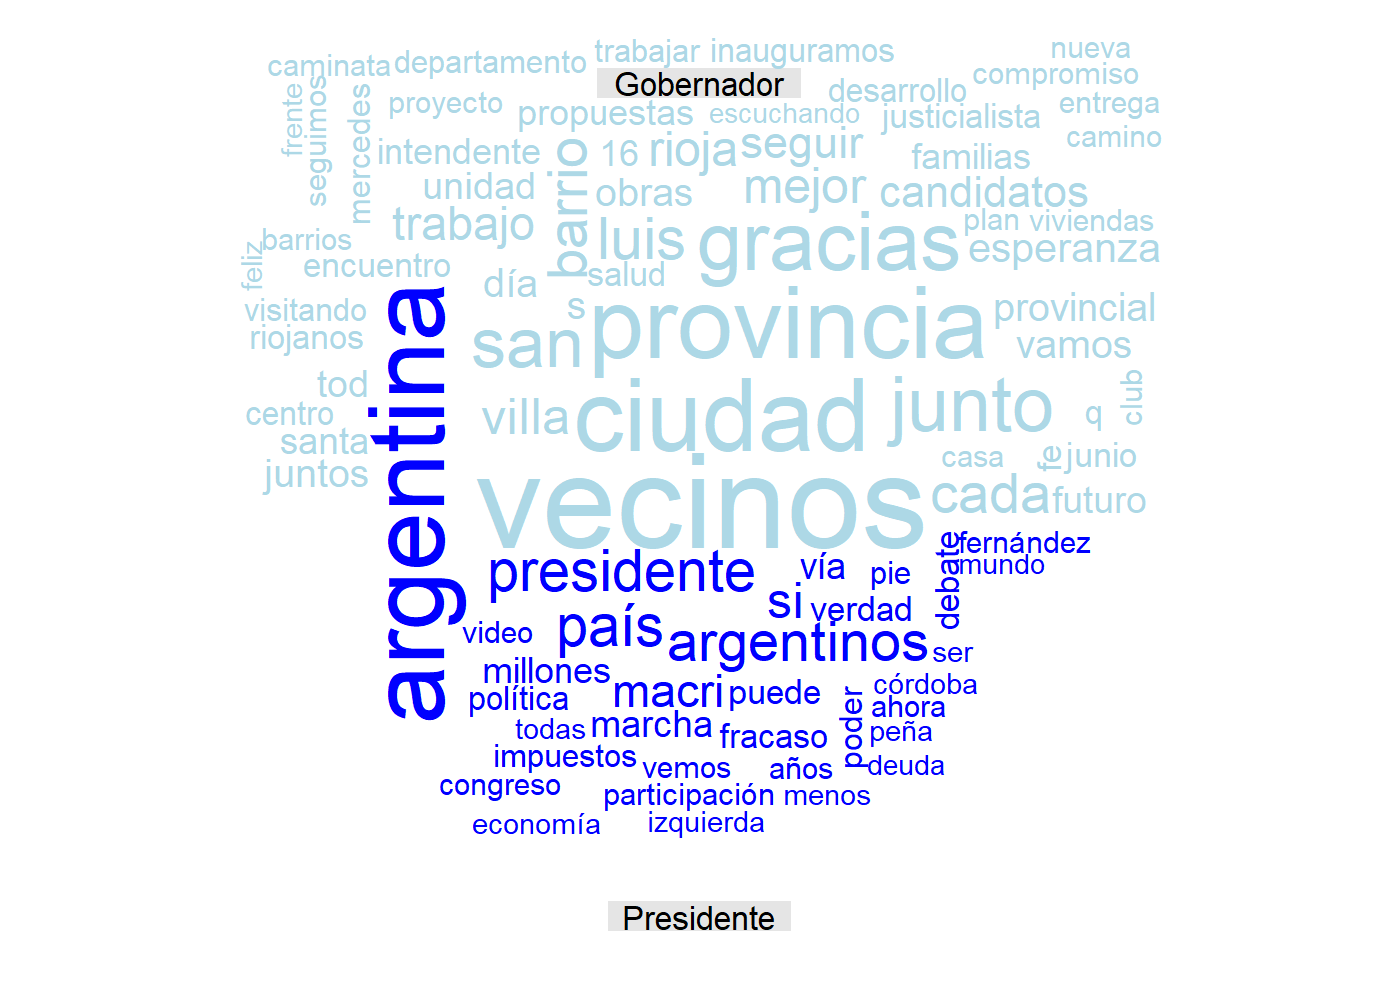 trabajar inauguramos nueva
caminata departamento
Gobernador
compromiso
frente seguimos mercedes proyecto propuestas escuchando desarrollo justicialista entrega
camino
intendente barrio 16 rioja seguir familias
unidad obras mejor candidatos
trabajo luis gracias plan viviendas
feliz barrios encuentro día salud esperanza
visitando s provincia provincial
riojanos san vamos
tod argentina ciudad junto q club
centro villa
santa casa fe junio
juntos vecinos cada futuro
presidente vía pie debate fernández
mundo
si verdad
video país argentinos ser
millones macri puede córdoba
política poder ahora
todas marcha fracaso peña
impuestos vemos años deuda
congreso participación menos
economía izquierda
Presidente